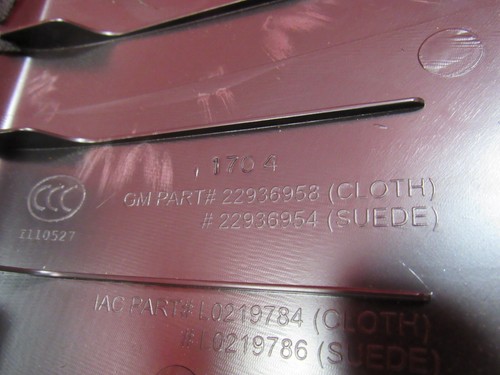 1704
GM PART# 22936958 (CLOTH)
# 22936954 (SUEDE)
CCC
Z110527
IAC PART# L0219784 (CLOTH)
# L0219786 (SUEDE)